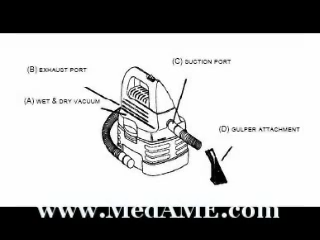 (C) SUCTION PORT
(B) EXHAUST PORT
(A) WET & DRY VACUUM
(D) GULPER ATTACHMENT
www.MedAME.com